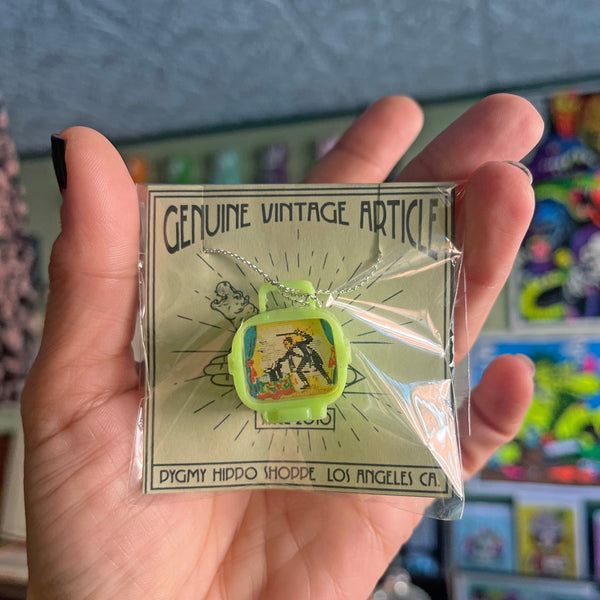 GENUINE VINTAGE ARTICLE
PYGMY HIPPO SHOPPE LOS ANGELES CA.